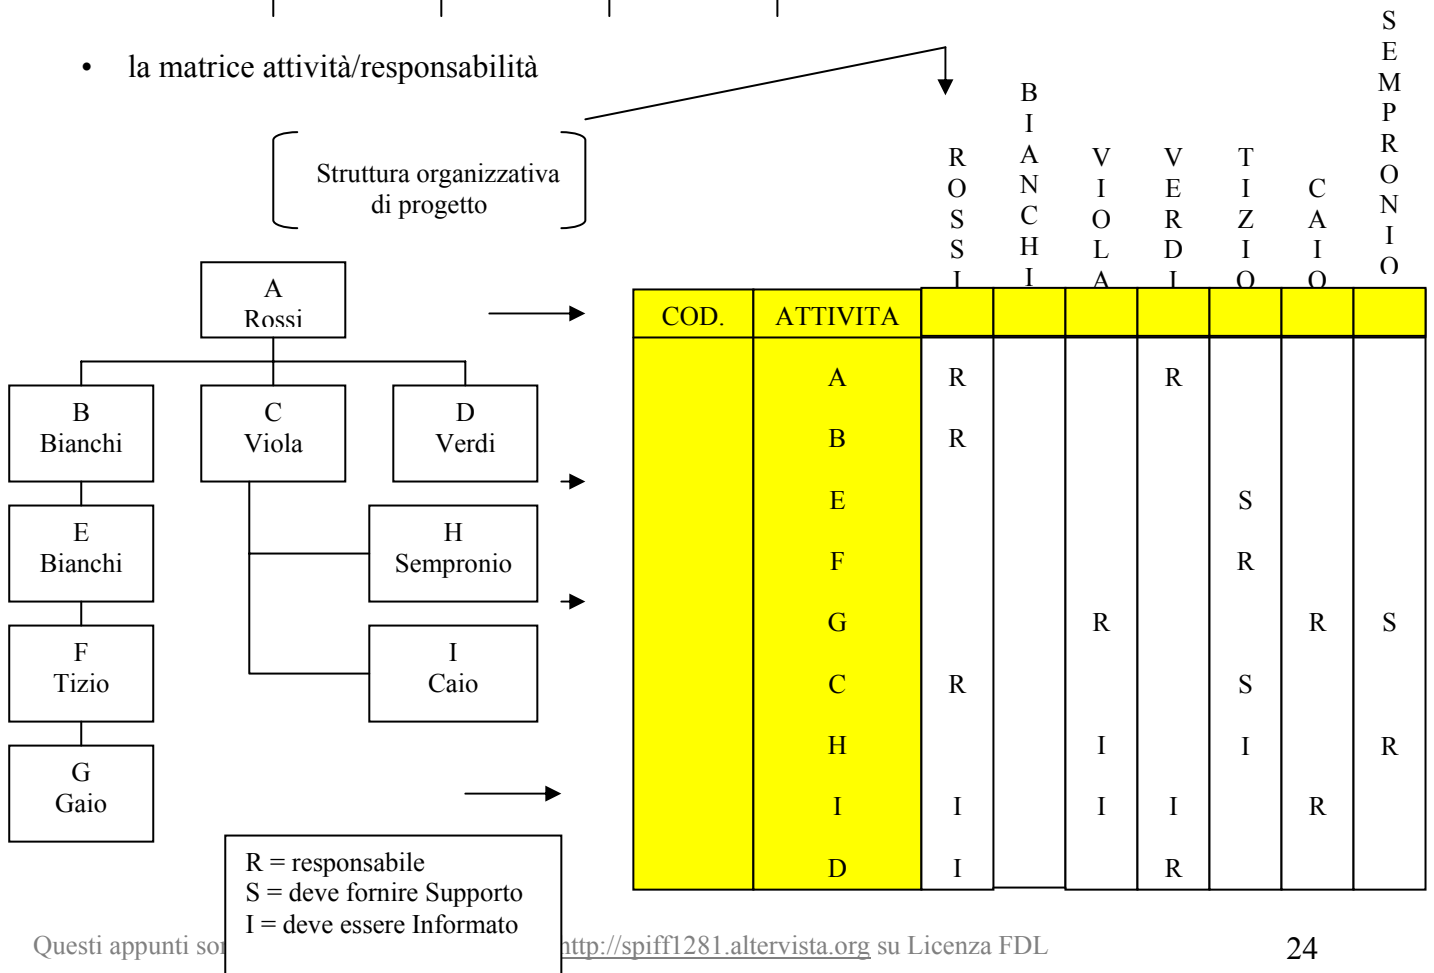 • la matrice attività/responsabilità
Struttura organizzativa
di progetto
ROSSI
BIANCHI
VIOLA
VERDI
TIZIO
CAIO
SEMPRONIO
A
Rossi
B
Bianchi
C
Viola
D
Verdi
E
Bianchi
H
Sempronio
F
Tizio
I
Caio
G
Gaio
COD. ATTIVITA
A R R
B R
E S
F R
G R R S
C R S
H I I R
I I I I R
D I R
R = responsabile
S = deve fornire Supporto
I = deve essere Informato
Questi appunti http://spiff1281.altervista.org su Licenza FDL
24